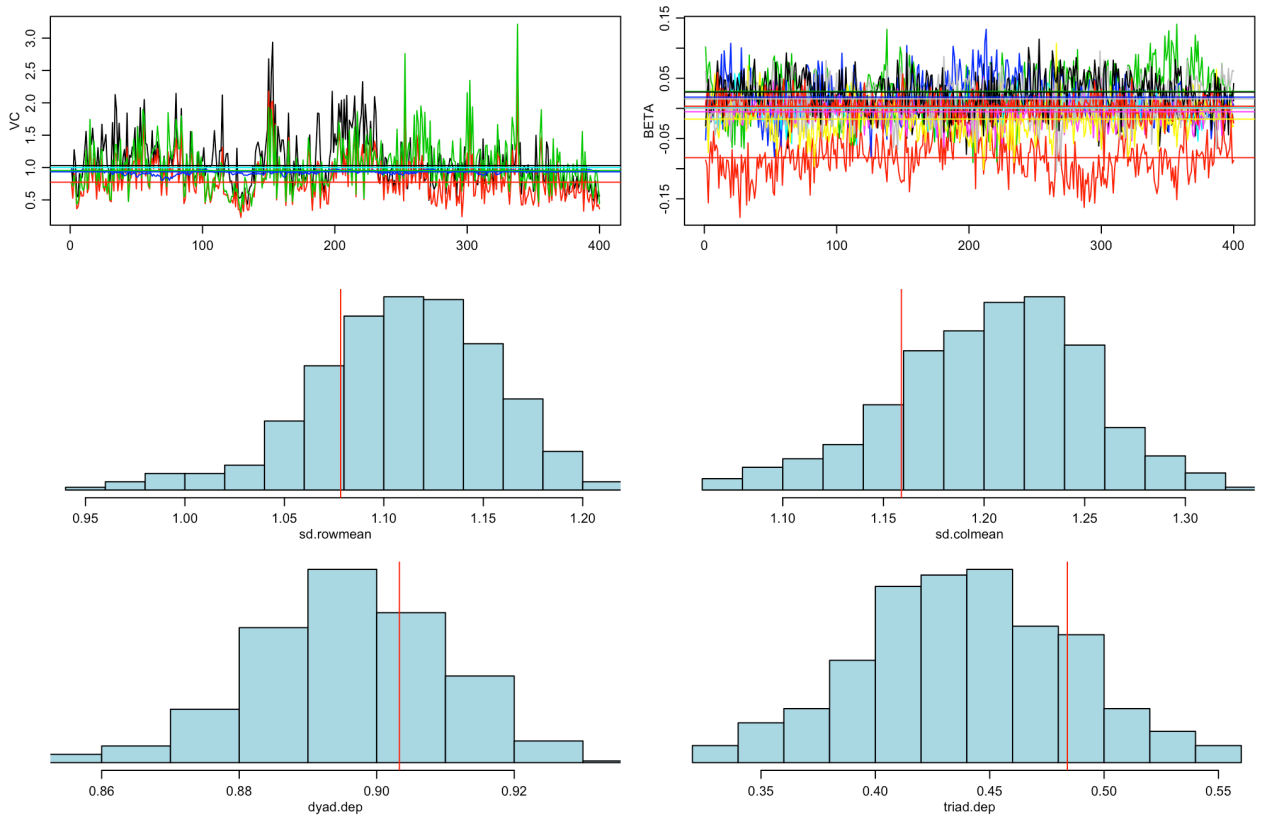 VC
0.5 1.0 1.5 2.0 2.5 3.0
0 100 200 300 400
BETA
-0.15 -0.05 0.05 0.15
0 100 200 300 400
0.95 1.00 1.05 1.10 1.15 1.20
sd.rowmean
1.10 1.15 1.20 1.25 1.30
sd.colmean
0.86 0.88 0.90 0.92
dyad.dep
0.35 0.40 0.45 0.50 0.55
triad.dep